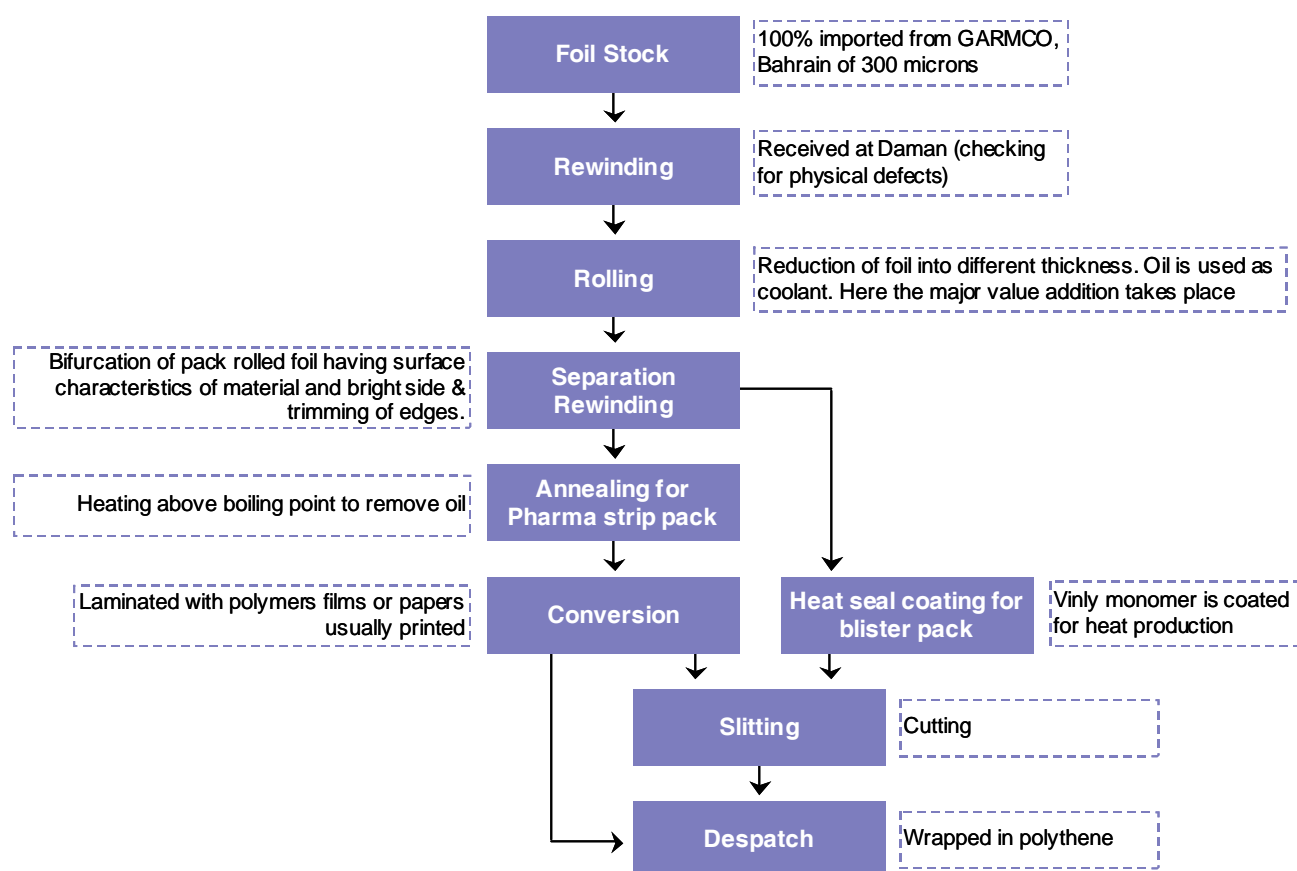 Foil Stock
100% imported from GARMCO,
Bahrain of 300 microns
Rewinding
Received at Daman (checking
for physical defects)
Rolling
Reduction of foil into different thickness. Oil is used as
coolant. Here the major value addition takes place
Bifurcation of pack rolled foil having surface
characteristics of material and bright side &
trimming of edges.
Separation
Rewinding
Heating above boiling point to remove oil
Annealing for
Pharma strip pack
Laminated with polymers films or papers
usually printed
Conversion
Heat seal coating for
blister pack
Vinly monomer is coated
for heat production
Slitting
Cutting
Despatch
Wrapped in polythene